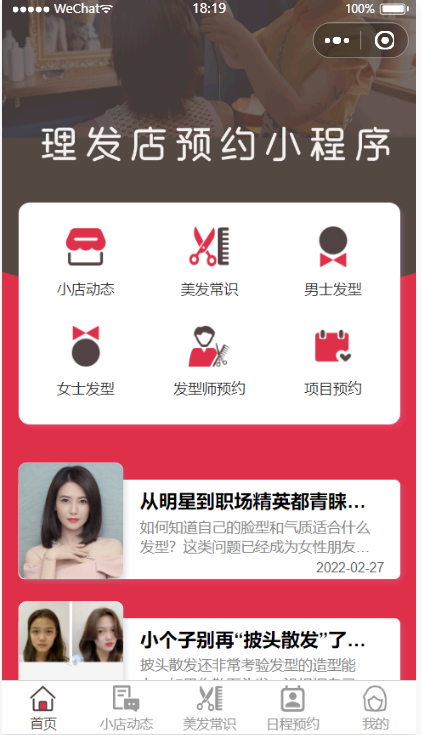 WeChat 18:19 100%
理发店预约小程序
小店动态 美发常识 男士发型
女士发型 发型师预约 项目预约
从明星到职场精英都青睐...
如何知道自己的脸型和气质适合什么
发型？这类问题已经成为女性朋友...
2022-02-27
小个子别再“披头散发”了...
披头散发还非常考验发型的造型能
首页 小店动态 美发常识 日程预约 我的